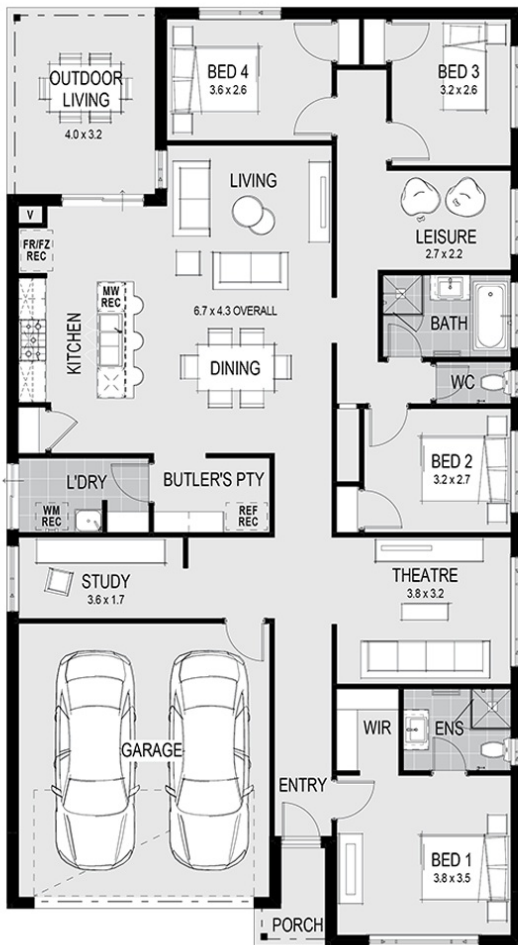 BED 4
3.6 x 2.6
BED 3
3.2 x 2.6
OUTDOOR
LIVING
4.0 x 3.2
LIVING
V
FR/FZ
REC
LEISURE
2.7 x 2.2
MW
REC
6.7 x 4.3 OVERALL
KITCHEN
BATH
DINING
WC
BED 2
3.2 x 2.7
L'DRY
BUTLER'S PTY
WM
REC
REF
REC
STUDY
3.6 x 1.7
THEATRE
3.8 x 3.2
WIR
ENS
GARAGE
ENTRY
BED 1
3.8 x 3.5
PORCH